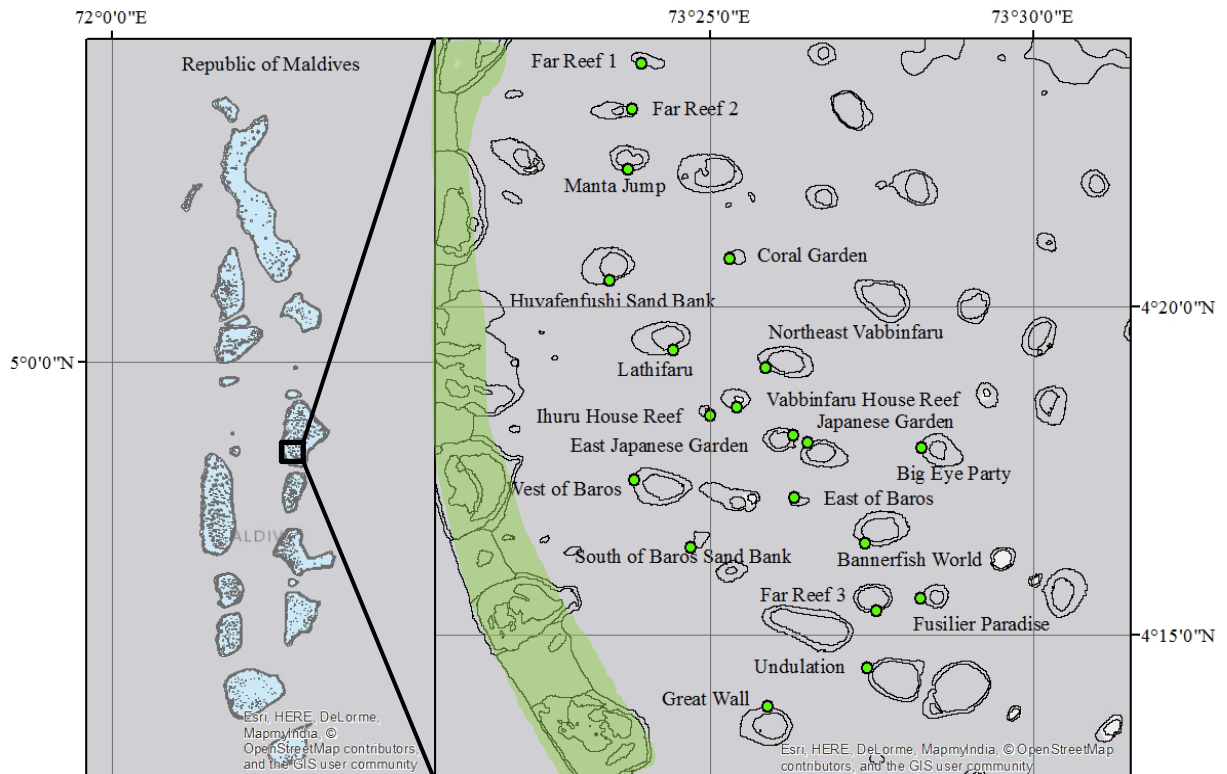 72°0'0"E
73°25'0"E
73°30'0"E
Republic of Maldives
Far Reef 1
Far Reef 2
Manta Jump
Coral Garden
Huvafenfushi Sand Bank
4°20'0"N
Northeast Vabbinfaru
5°0'0"N
Lathifaru
Vabbinfaru House Reef
Ihuru House Reef
Japanese Garden
East Japanese Garden
Big Eye Party
West of Baros
East of Baros
ALDIV
South of Baros Sand Bank
Bannerfish World
Far Reef 3
Fusilier Paradise
4°15'0"N
Undulation
Great Wall
Esri, HERE, DeLorme,
MapmyIndia, ©
OpenStreetMap contributors,
and the GIS user community
Esri, HERE, DeLorme, MapmyIndia, © OpenStreetMap
contributors, and the GIS user community